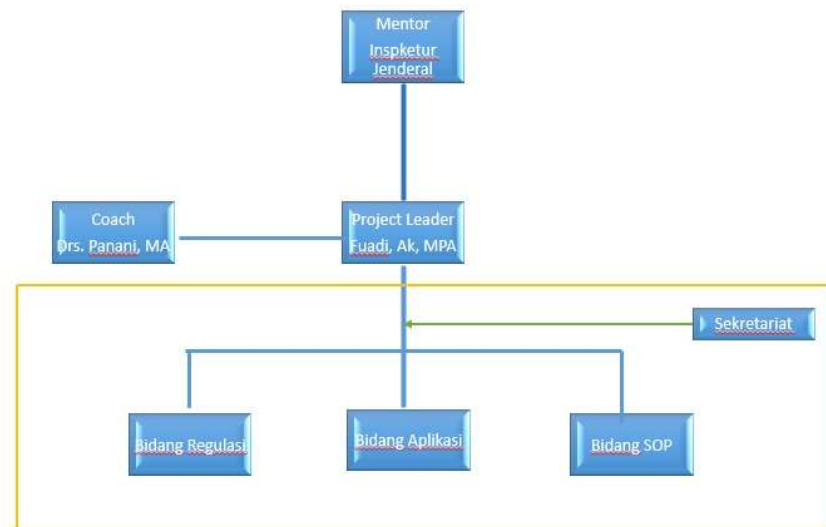 Mentor
Inspketur
Jenderal
Coach
Drs. Panani, MA
Project Leader
Fuadi, Ak, MPA
Sekretariat
Bidang Regulasi
Bidang Aplikasi
Bidang SOP